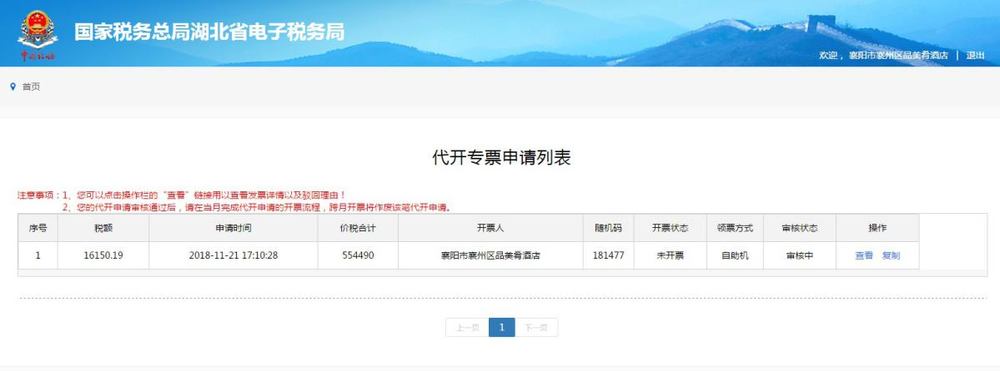 国家税务总局湖北省电子税务局
中国税务
欢迎，襄阳市襄州区品美肴酒店 | 退出
首页
代开专票申请列表
注意事项：1、您可以点击操作栏的“查看”链接用以查看发票详情以及驳回理由！
2、您的代开申请审核通过后，请在当月完成代开申请的开票流程，跨月开票将作废该笔代开申请。
序号 税额 申请时间 价税合计 开票人 随机码 开票状态 领票方式 审核状态 操作
1 16150.19 2018-11-21 17:10:28 554490 襄阳市襄州区品美肴酒店 181477 未开票 自助机 审核中 查看 复制
上一页 1 下一页